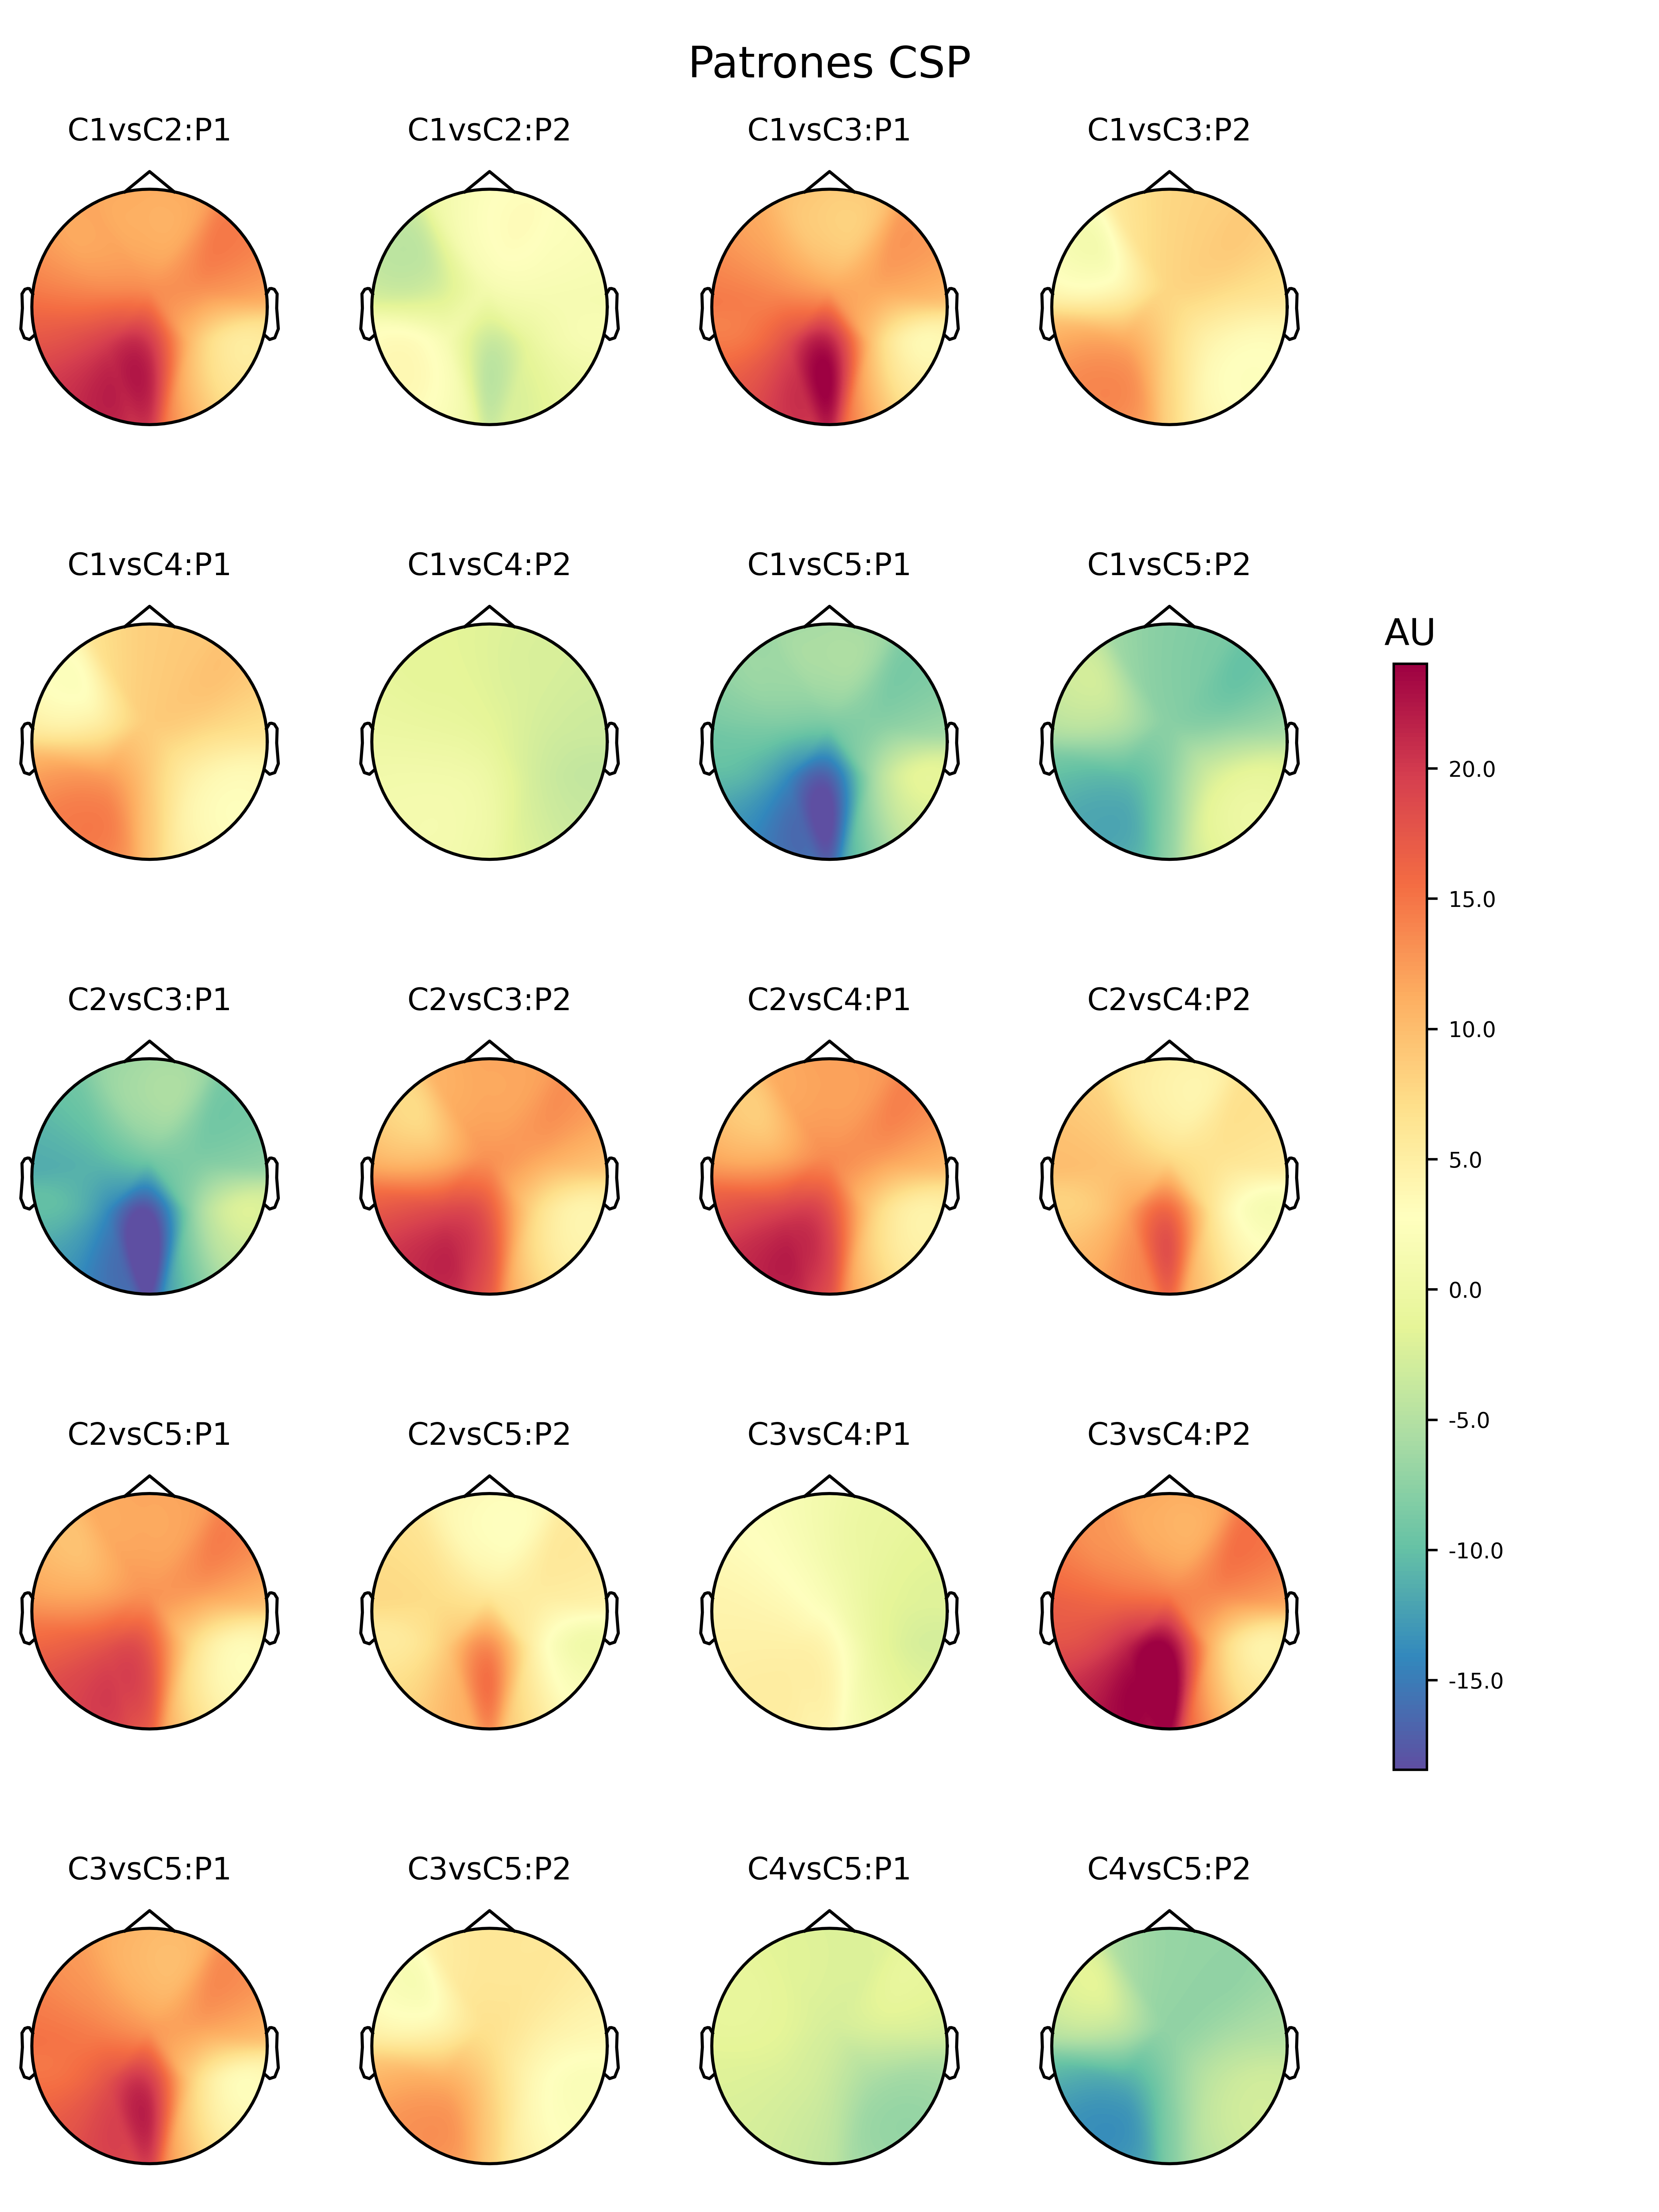 Patrones CSP
C1vsC2:P1 C1vsC2:P2 C1vsC3:P1 C1vsC3:P2
C1vsC4:P1 C1vsC4:P2 C1vsC5:P1 C1vsC5:P2
AU
20.0
15.0
C2vsC3:P1 C2vsC3:P2 C2vsC4:P1 C2vsC4:P2
10.0
5.0
0.0
-5.0
C2vsC5:P1 C2vsC5:P2 C3vsC4:P1 C3vsC4:P2
-10.0
-15.0
C3vsC5:P1 C3vsC5:P2 C4vsC5:P1 C4vsC5:P2